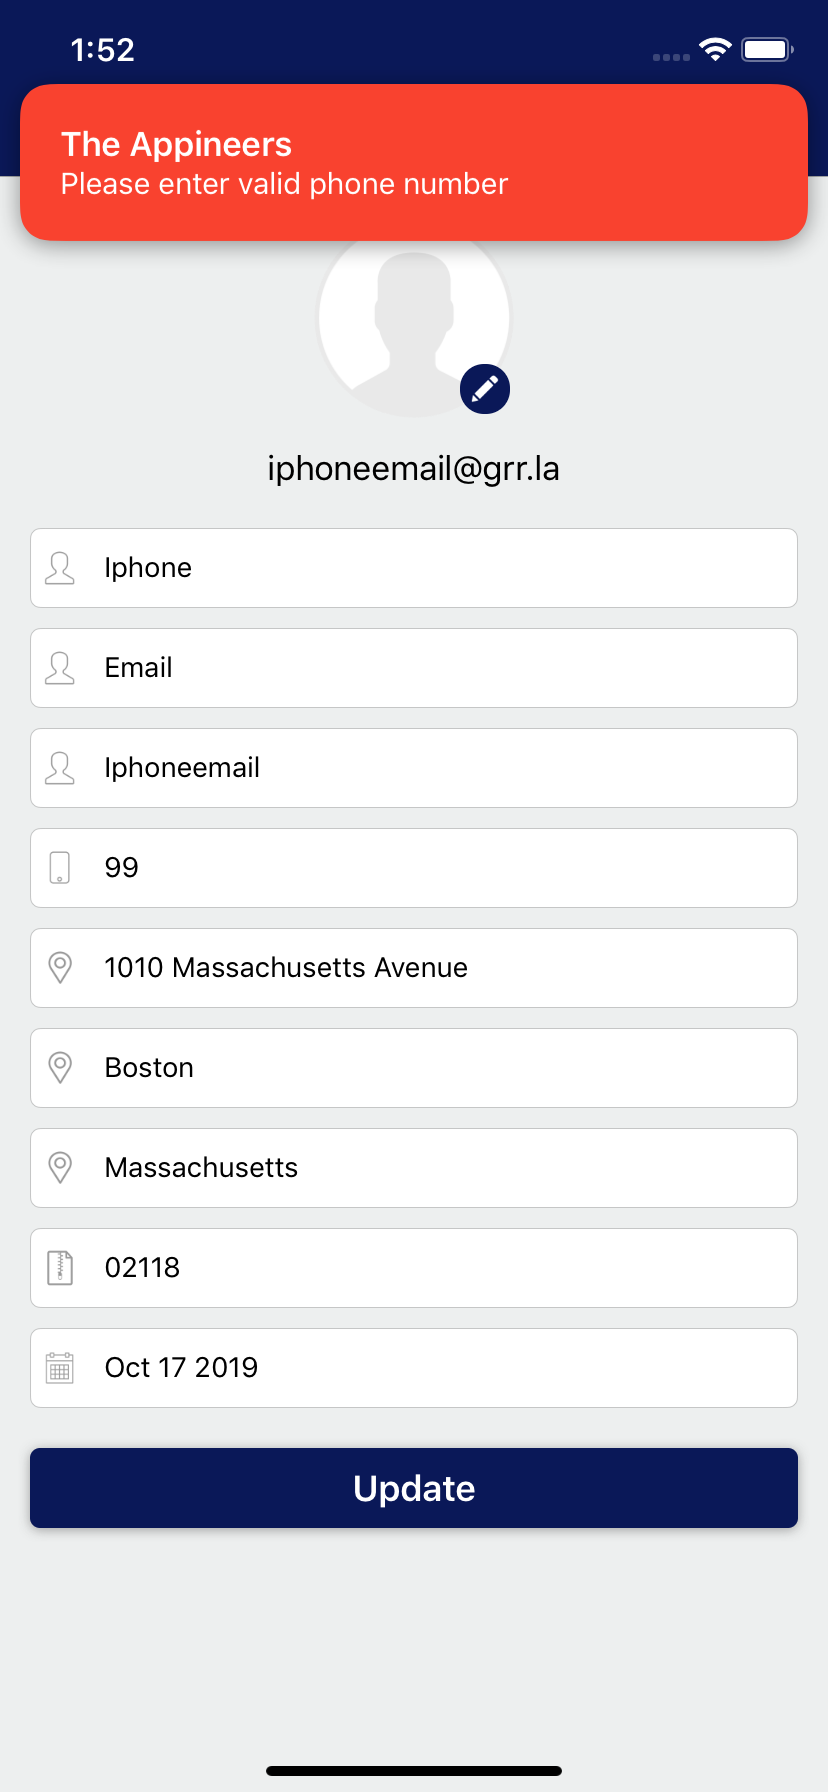 1:52
The Appineers
Please enter valid phone number
iphoneemail@grr.la
Iphone
Email
Iphoneemail
99
1010 Massachusetts Avenue
Boston
Massachusetts
02118
Oct 17 2019
Update